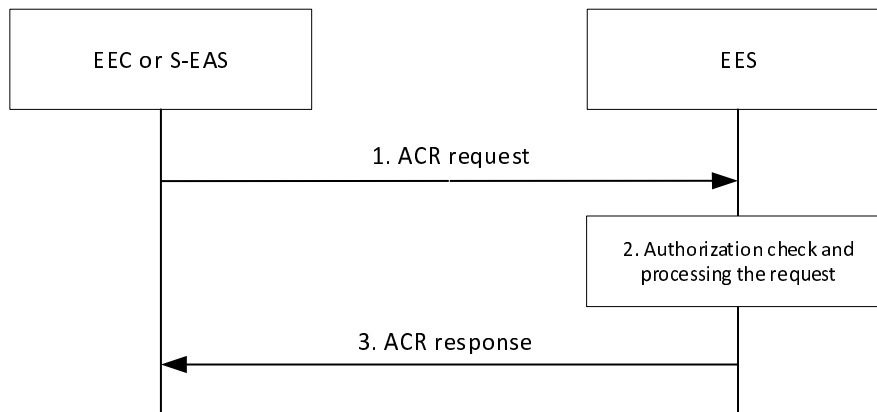 EEC or S-EAS
EES
1. ACR request
2. Authorization check and
processing the request
3. ACR response